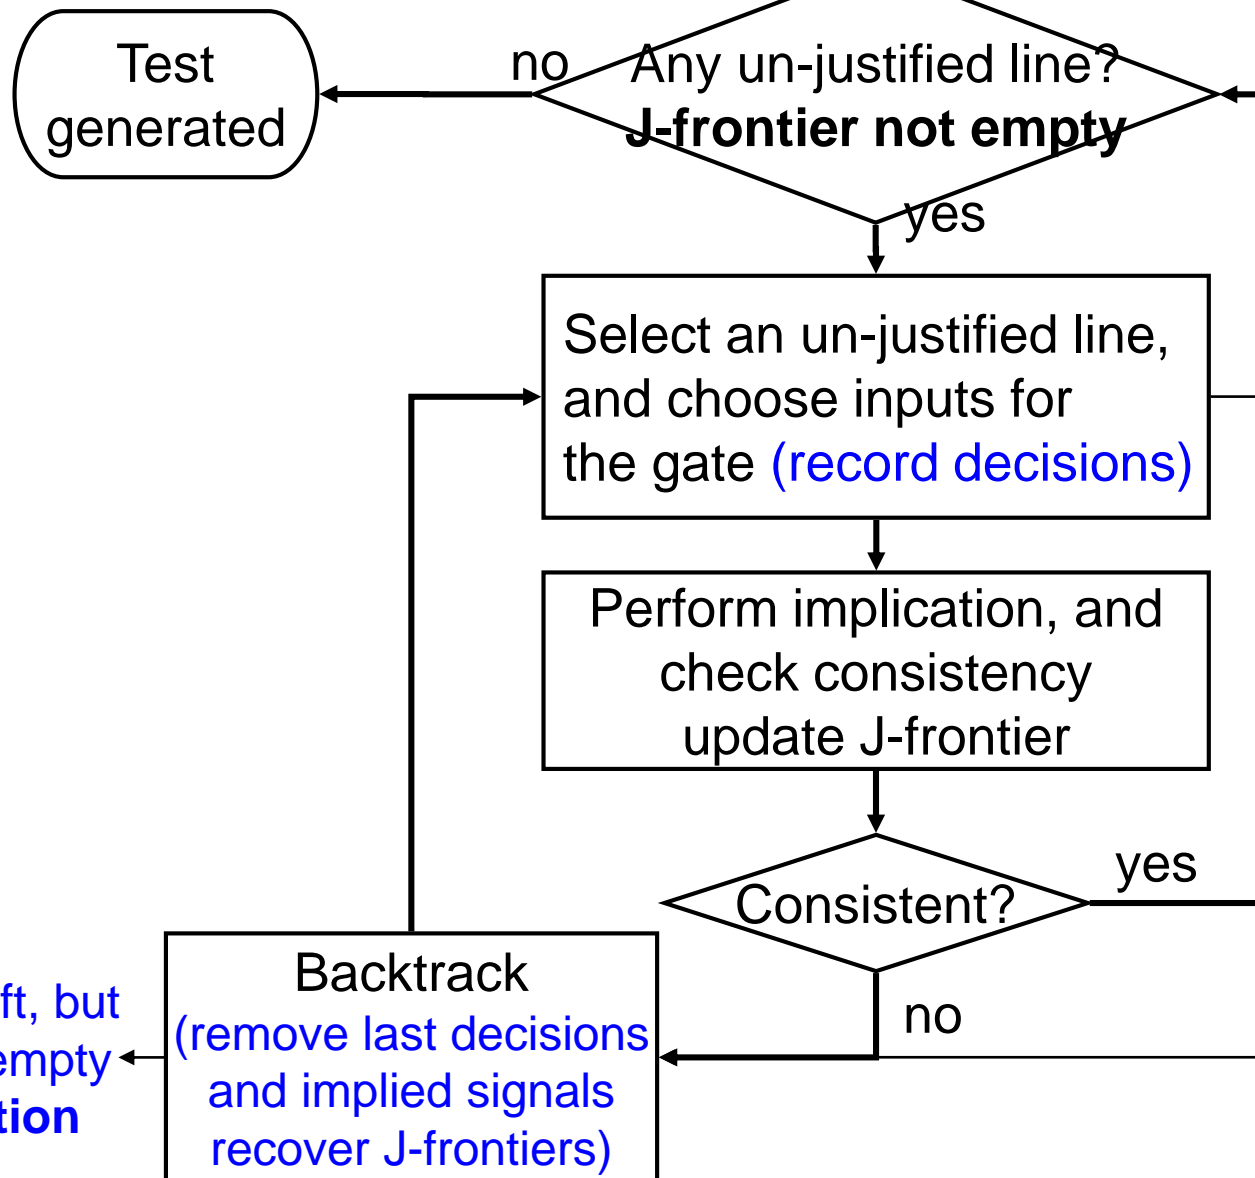 Test
generated
no
Any un-justified line?
J-frontier not empty
yes
Select an un-justified line,
and choose inputs for
the gate (record decisions)
Perform implication, and
check consistency
update J-frontier
Consistent?
yes
no
Backtrack
(remove last decisions
and implied signals
recover J-frontiers)
ft, but
empty
tion